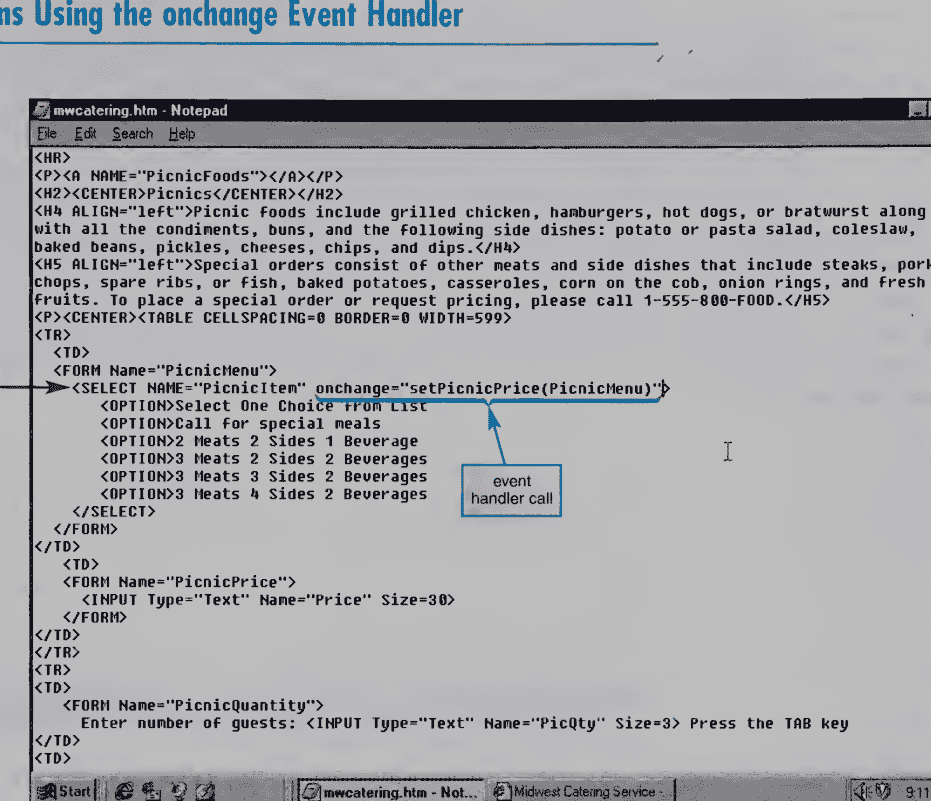 ns Using the onchange Event Handler
mwcatering.htm - Notepad
File Edit Search Help
<HR>
<P><A NAME="PicnicFoods"></A></P>
<H2><CENTER>Picnics</CENTER></H2>
<H4 ALIGN="left">Picnic foods include grilled chicken, hamburgers, hot dogs, or bratwurst along
with all the condiments, buns, and the following side dishes: potato or pasta salad, coleslaw,
baked beans, pickles, cheeses, chips, and dips.</H4>
<H5 ALIGN="left">Special orders consist of other meats and side dishes that include steaks, pork
chops, spare ribs, or fish, baked potatoes, casseroles, corn on the cob, onion rings, and fresh
fruits. To place a special order or request pricing, please call 1-555-800-FOOD.</H5>
<P><CENTER><TABLE CELLSPACING=0 BORDER=0 WIDTH=599>
<TR>
<TD>
<FORM Name="PicnicMenu">
<SELECT NAME="PicnicItem" onchange="setPicnicPrice(PicnicMenu)">
<OPTION>Select One Choice from List
<OPTION>Call for special meals
<OPTION>2 Meats 2 Sides 1 Beverage
<OPTION>3 Meats 2 Sides 2 Beverages
<OPTION>3 Meats 3 Sides 2 Beverages
<OPTION>3 Meats 4 Sides 2 Beverages
event
handler call
</SELECT>
</FORM>
</TD>
<TD>
<FORM Name="PicnicPrice">
<INPUT Type="Text" Name="Price" Size=30>
</FORM>
</TD>
</TR>
<TR>
<TD>
<FORM Name="PicnicQuantity">
Enter number of guests: <INPUT Type="Text" Name="PicQty" Size=3> Press the TAB key
</TD>
<TD>
Start mwcatering.htm - Not... Midwest Catering Service - 9:11